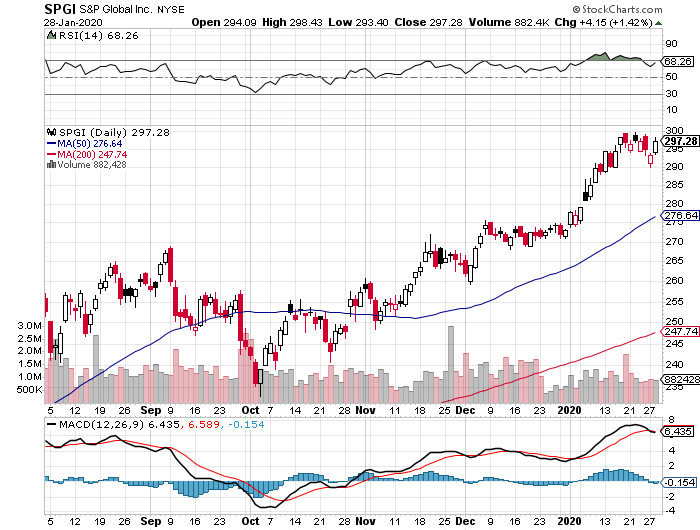 SPGI S&P Global Inc. NYSE © StockCharts.com
28-Jan-2020 Open 294.09 High 298.43 Low 293.40 Close 297.28 Volume 882.4K Chg +4.15 (+1.42%)
RSI(14) 68.26
90
70
68.26
50
30
10
SPGI (Daily) 297.28
MA(50) 276.64
MA(200) 247.74
Volume 882,428
300
297.28
295
290
285
280
276.64
275
270
265
260
255
250
247.74
245
240
235
3.0M
2.5M
2.0M
1.5M
1.0M
500K
882428
5 12 19 26 Sep 9 16 23 Oct 7 14 21 28 Nov 11 18 25 Dec 9 16 23 2020 13 21 27
MACD(12,26,9) 6.435, 6.589, -0.154
6.435
6
4
2
-0.154
-2
-4
5 12 19 26 Sep 9 16 23 Oct 7 14 21 28 Nov 11 18 25 Dec 9 16 23 2020 13 21 27